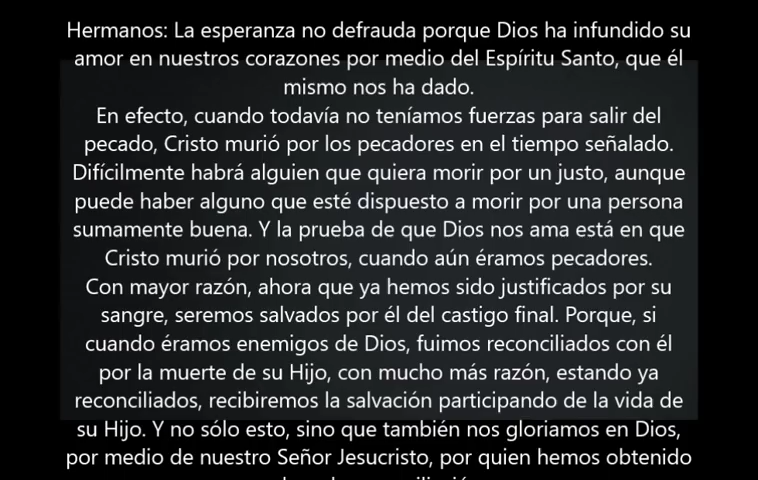 Hermanos: La esperanza no defrauda porque Dios ha infundido su
amor en nuestros corazones por medio del Espíritu Santo, que él
mismo nos ha dado.
En efecto, cuando todavía no teníamos fuerzas para salir del
pecado, Cristo murió por los pecadores en el tiempo señalado.
Difícilmente habrá alguien que quiera morir por un justo, aunque
puede haber alguno que esté dispuesto a morir por una persona
sumamente buena. Y la prueba de que Dios nos ama está en que
Cristo murió por nosotros, cuando aún éramos pecadores.
Con mayor razón, ahora que ya hemos sido justificados por su
sangre, seremos salvados por él del castigo final. Porque, si
cuando éramos enemigos de Dios, fuimos reconciliados con él
por la muerte de su Hijo, con mucho más razón, estando ya
reconciliados, recibiremos la salvación participando de la vida de
su Hijo. Y no sólo esto, sino que también nos gloriamos en Dios,
por medio de nuestro Señor Jesucristo, por quien hemos obtenido